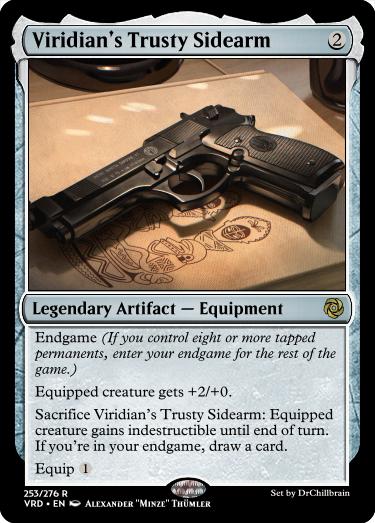 Viridian's Trusty Sidearm 2
Legendary Artifact — Equipment
Endgame (If you control eight or more tapped
permanents, enter your endgame for the rest of the
game.)
Equipped creature gets +2/+0.
Sacrifice Viridian's Trusty Sidearm: Equipped
creature gains indestructible until end of turn.
If you're in your endgame, draw a card.
Equip 1
253/276 R
Set by DrChillbrain
VRD • EN Alexander "Minze" Thümler